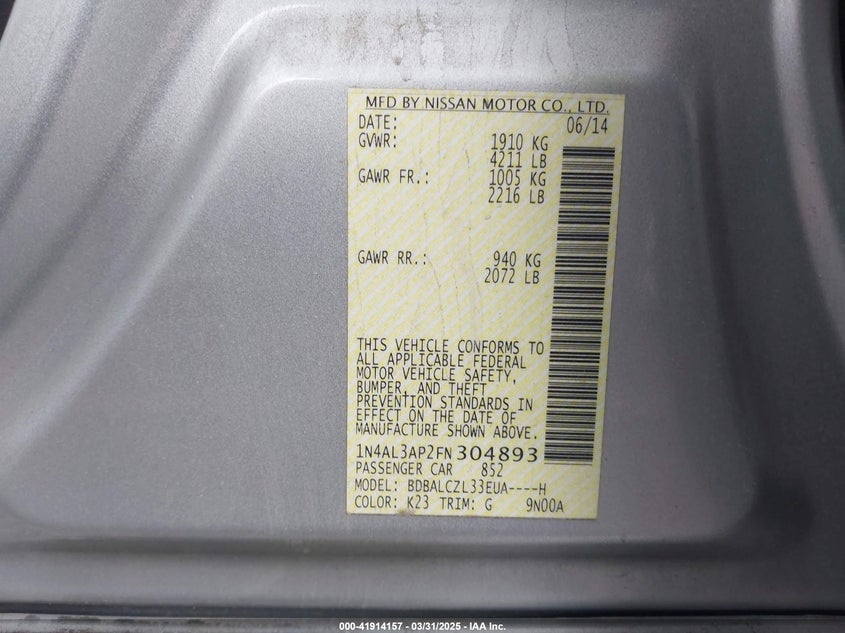 MFD BY NISSAN MOTOR CO., LTD.
DATE: 06/14
GVWR: 1910 KG
4211 LB
GAWR FR.: 1005 KG
2216 LB
GAWR RR.: 940 KG
2072 LB
THIS VEHICLE CONFORMS TO
ALL APPLICABLE FEDERAL
MOTOR VEHICLE SAFETY,
BUMPER, AND THEFT
PREVENTION STANDARDS IN
EFFECT ON THE DATE OF
MANUFACTURE SHOWN ABOVE.
1N4AL3AP2FN304893
PASSENGER CAR 852
MODEL: BDBALCZL33EUA----H
COLOR: K23 TRIM: G 9N00A
000-41914157 - 03/31/2025 - IAA Inc.